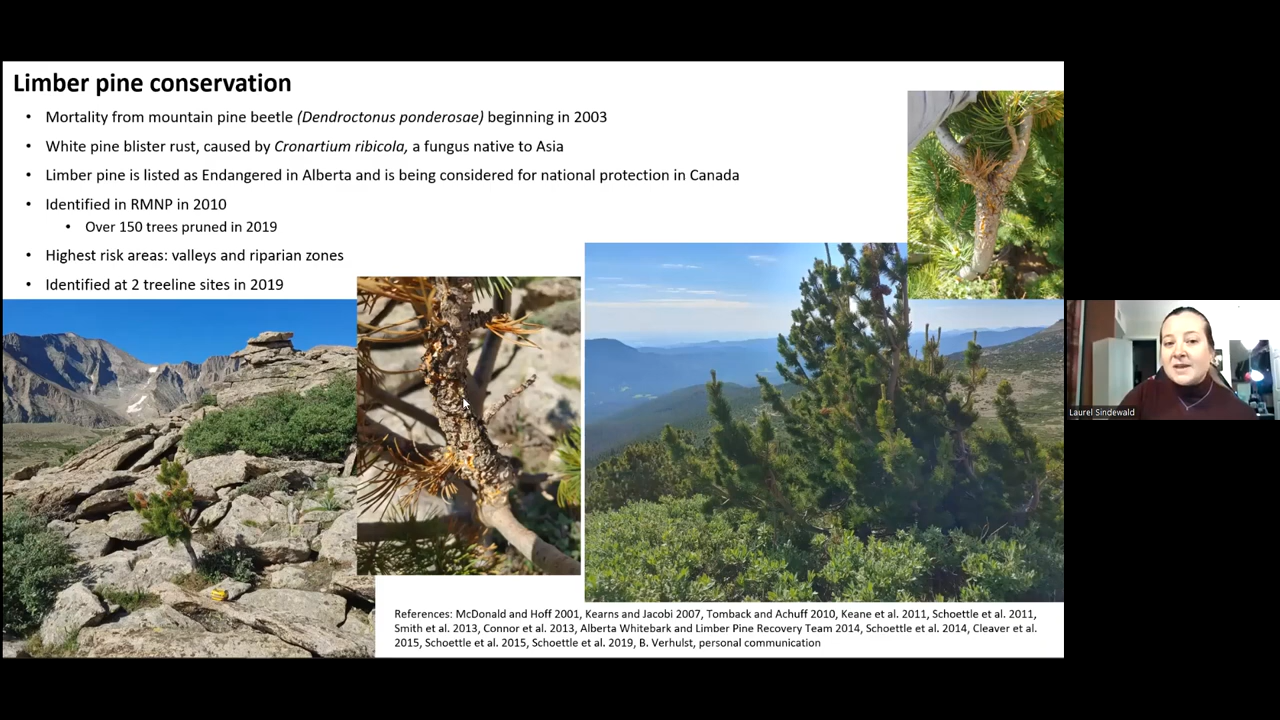 Limber pine conservation
• Mortality from mountain pine beetle (Dendroctonus ponderosae) beginning in 2003
• White pine blister rust, caused by Cronartium ribicola, a fungus native to Asia
• Limber pine is listed as Endangered in Alberta and is being considered for national protection in Canada
• Identified in RMNP in 2010
• Over 150 trees pruned in 2019
• Highest risk areas: valleys and riparian zones
• Identified at 2 treeline sites in 2019
Laurel Sindewald
References: McDonald and Hoff 2001, Kearns and Jacobi 2007, Tomback and Achuff 2010, Keane et al. 2011, Schoettle et al. 2011,
Smith et al. 2013, Connor et al. 2013, Alberta Whitebark and Limber Pine Recovery Team 2014, Schoettle et al. 2014, Cleaver et al.
2015, Schoettle et al. 2015, Schoettle et al. 2019, B. Verhulst, personal communication